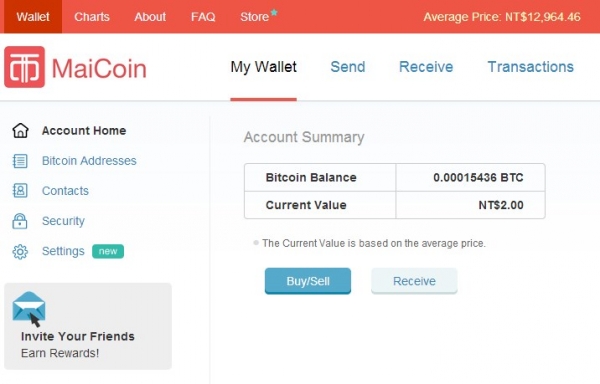 Wallet Charts About FAQ Store Average Price: NT$12,964.46
MaiCoin
My Wallet Send Receive Transactions
Account Home
Bitcoin Addresses
Contacts
Security
Settings new
Invite Your Friends
Earn Rewards!
Account Summary
Bitcoin Balance 0.00015436 BTC
Current Value NT$2.00
The Current Value is based on the average price.
Buy/Sell Receive